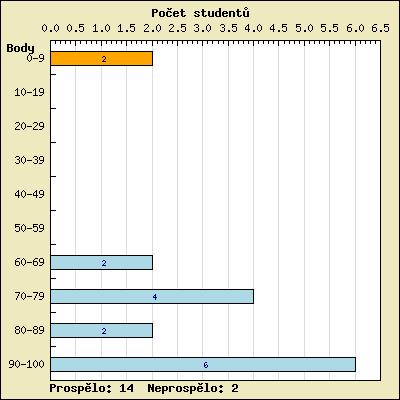 Počet studentů
0.0 0.5 1.0 1.5 2.0 2.5 3.0 3.5 4.0 4.5 5.0 5.5 6.0 6.5
Body
0-9 2
10-19
20-29
30-39
40-49
50-59
60-69 2
70-79 4
80-89 2
90-100 6
Prospělo: 14 Neprospělo: 2